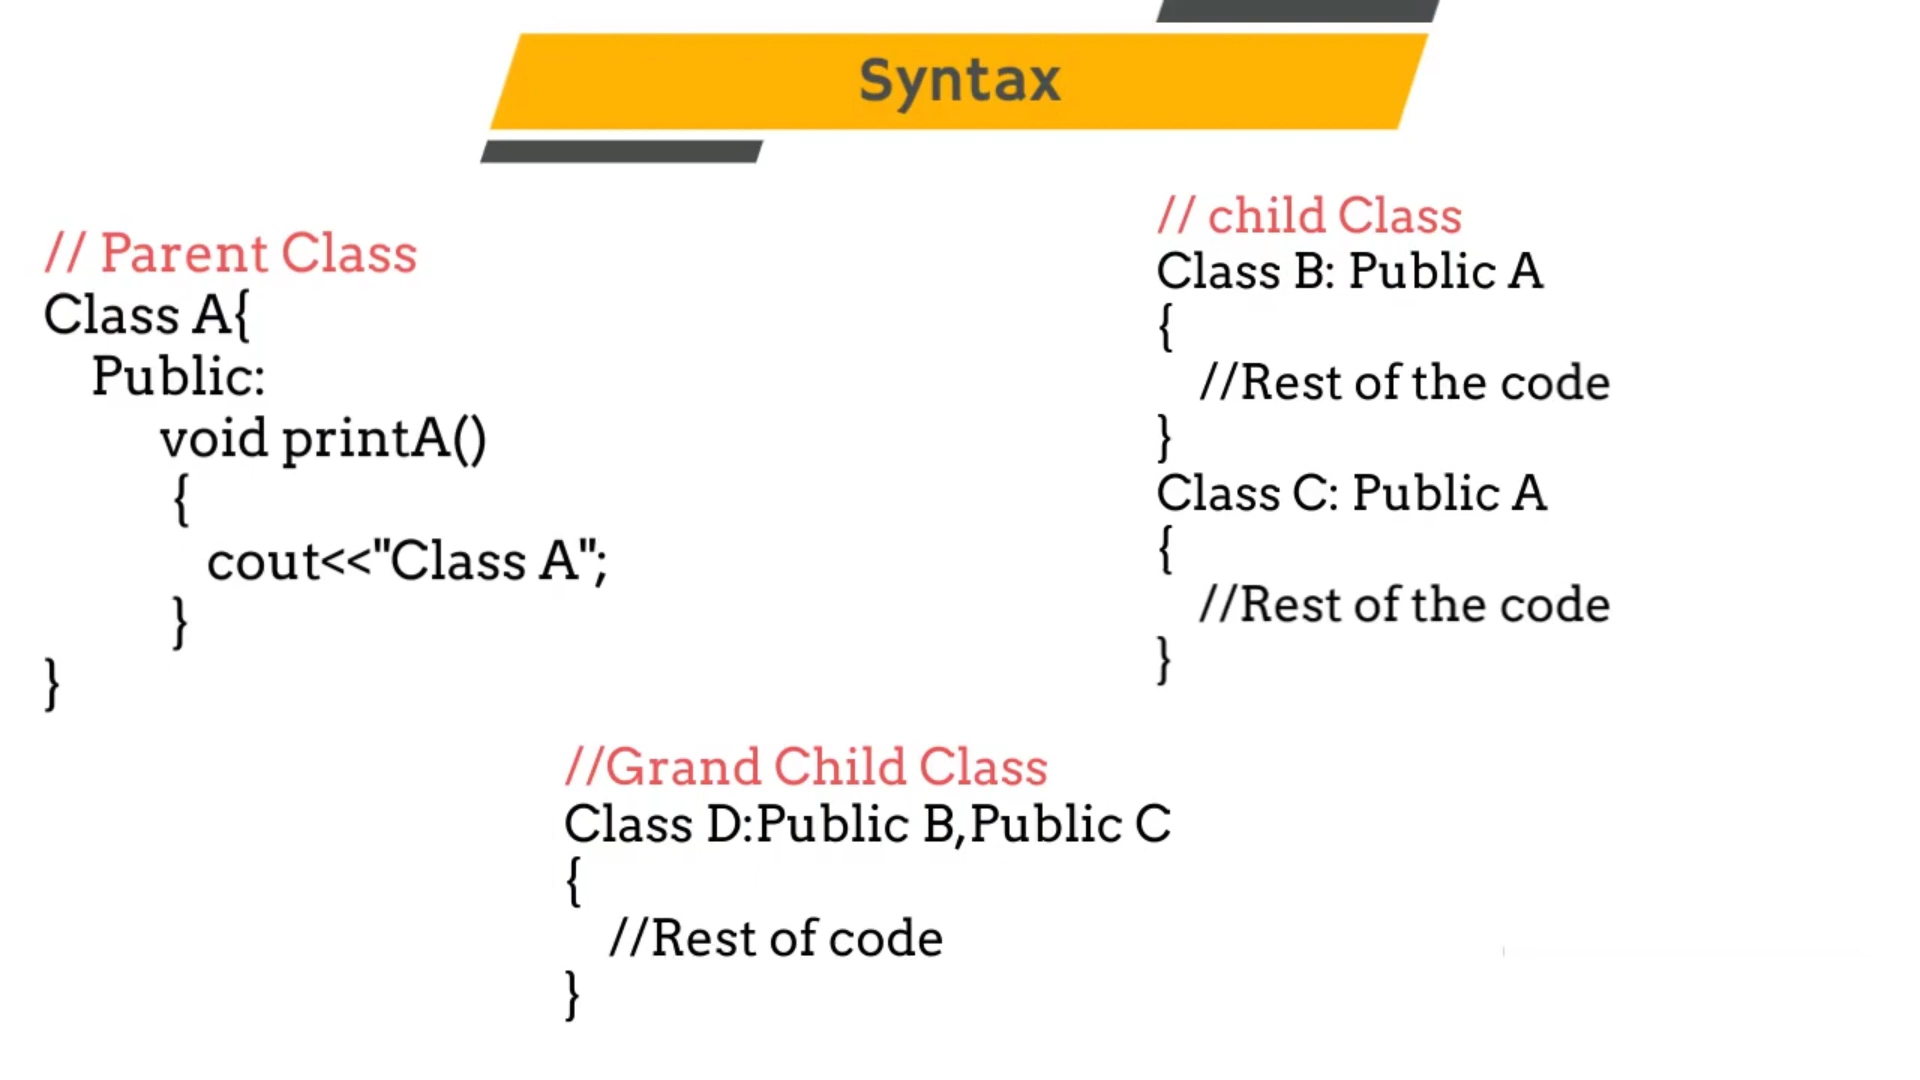 Syntax
// Parent Class
Class A{
Public:
void printA()
{
cout<<"Class A";
}
}
// child Class
Class B: Public A
{
//Rest of the code
}
Class C: Public A
{
//Rest of the code
}
//Grand Child Class
Class D:Public B,Public C
{
//Rest of code
}